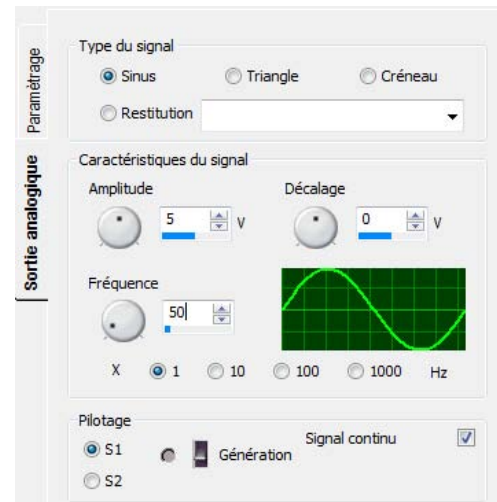 Paramètrage
Sortie analogique
Type du signal
Sinus Triangle Créneau
Restitution
Caractéristiques du signal
Amplitude Décalage
5 V 0 V
Fréquence
50
X 1 10 100 1000 Hz
Pilotage
S1 Génération Signal continu
S2